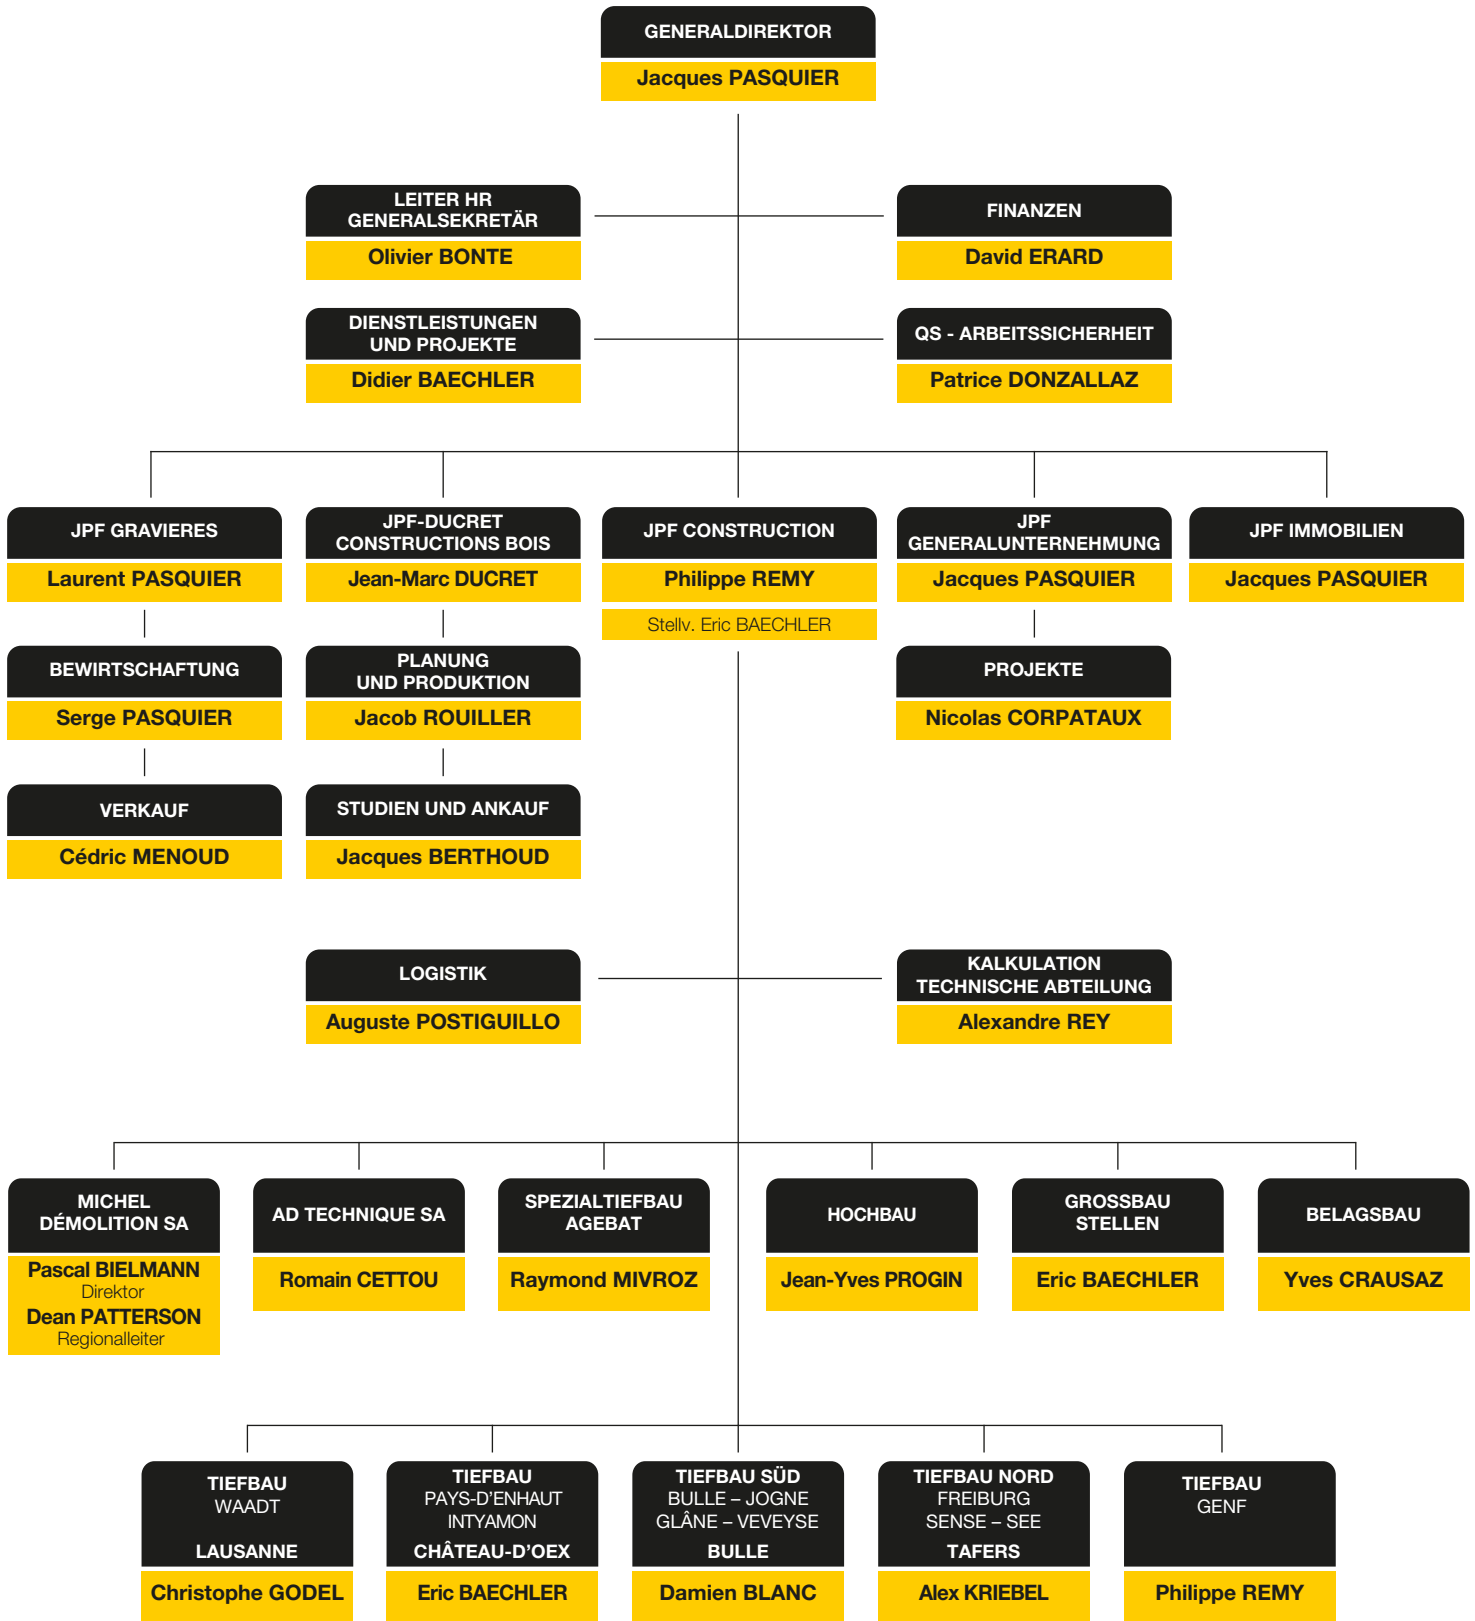 GENERALDIREKTOR
Jacques PASQUIER
LEITER HR
GENERALSEKRETÄR
Olivier BONTE
FINANZEN
David ERARD
DIENSTLEISTUNGEN
UND PROJEKTE
Didier BAECHLER
QS - ARBEITSSICHERHEIT
Patrice DONZALLAZ
JPF GRAVIERES
Laurent PASQUIER
JPF-DUCRET
CONSTRUCTIONS BOIS
Jean-Marc DUCRET
JPF CONSTRUCTION
Philippe REMY
Stellv. Eric BAECHLER
JPF
GENERALUNTERNEHMUNG
Jacques PASQUIER
JPF IMMOBILIEN
Jacques PASQUIER
BEWIRTSCHAFTUNG
Serge PASQUIER
PLANUNG
UND PRODUKTION
Jacob ROUILLER
PROJEKTE
Nicolas CORPATAUX
VERKAUF
Cédric MENOUD
STUDIEN UND ANKAUF
Jacques BERTHOUD
LOGISTIK
Auguste POSTIGUILLO
KALKULATION
TECHNISCHE ABTEILUNG
Alexandre REY
MICHEL
DÉMOLITION SA
Pascal BIELMANN
Direktor
Dean PATTERSON
Regionalleiter
AD TECHNIQUE SA
Romain CETTOU
SPEZIALTIEFBAU
AGEBAT
Raymond MIVROZ
HOCHBAU
Jean-Yves PROGIN
GROSSBAU
STELLEN
Eric BAECHLER
BELAGSBAU
Yves CRAUSAZ
TIEFBAU
WAADT
LAUSANNE
Christophe GODEL
TIEFBAU
PAYS-D'ENHAUT
INTYAMON
CHÂTEAU-D'OEX
Eric BAECHLER
TIEFBAU SÜD
BULLE – JOGNE
GLÂNE – VEVEYSE
BULLE
Damien BLANC
TIEFBAU NORD
FREIBURG
SENSE – SEE
TAFERS
Alex KRIEBEL
TIEFBAU
GENF
Philippe REMY